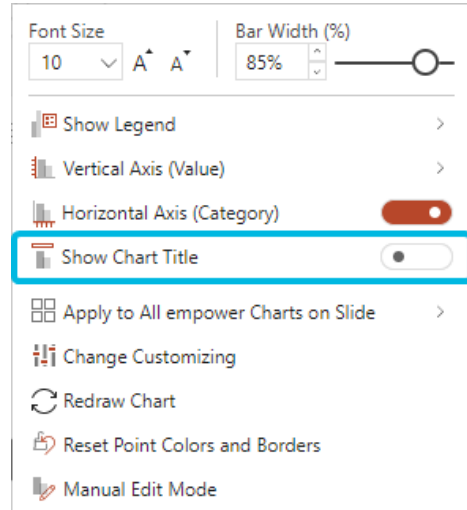 Font Size Bar Width (%)
10 A A 85%
Show Legend
Vertical Axis (Value)
Horizontal Axis (Category)
Show Chart Title
Apply to All empower Charts on Slide
Change Customizing
Redraw Chart
Reset Point Colors and Borders
Manual Edit Mode